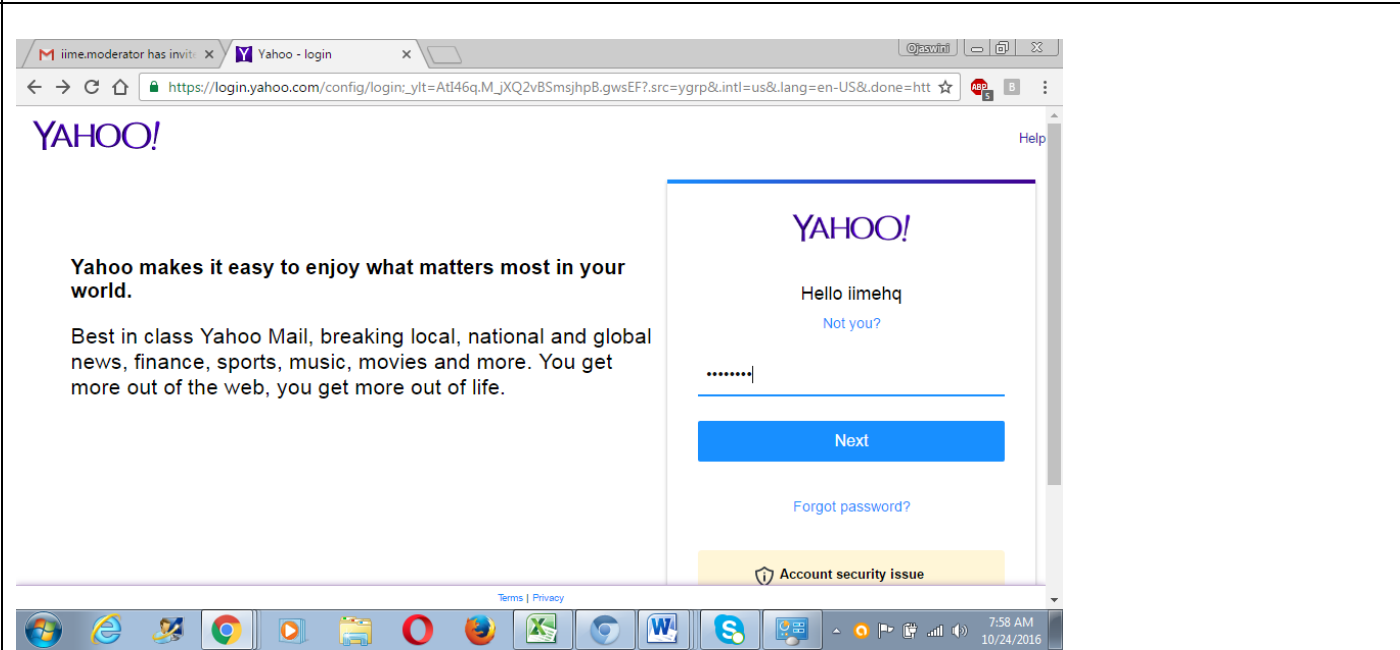 iime.moderator has invit
Yahoo - login
Ojaswini
https://login.yahoo.com/config/login;_ylt=AtI46q.M_jXQ2vBSmsjhpB.gwsEF?.src=ygrp&.intl=us&.lang=en-US&.done=htt
ABP
5
B
YAHOO!
Help
YAHOO!
Yahoo makes it easy to enjoy what matters most in your
world.
Best in class Yahoo Mail, breaking local, national and global
news, finance, sports, music, movies and more. You get
more out of the web, you get more out of life.
Hello iimehq
Not you?
••••••••
Next
Forgot password?
Account security issue
Terms | Privacy
7:58 AM
10/24/2016